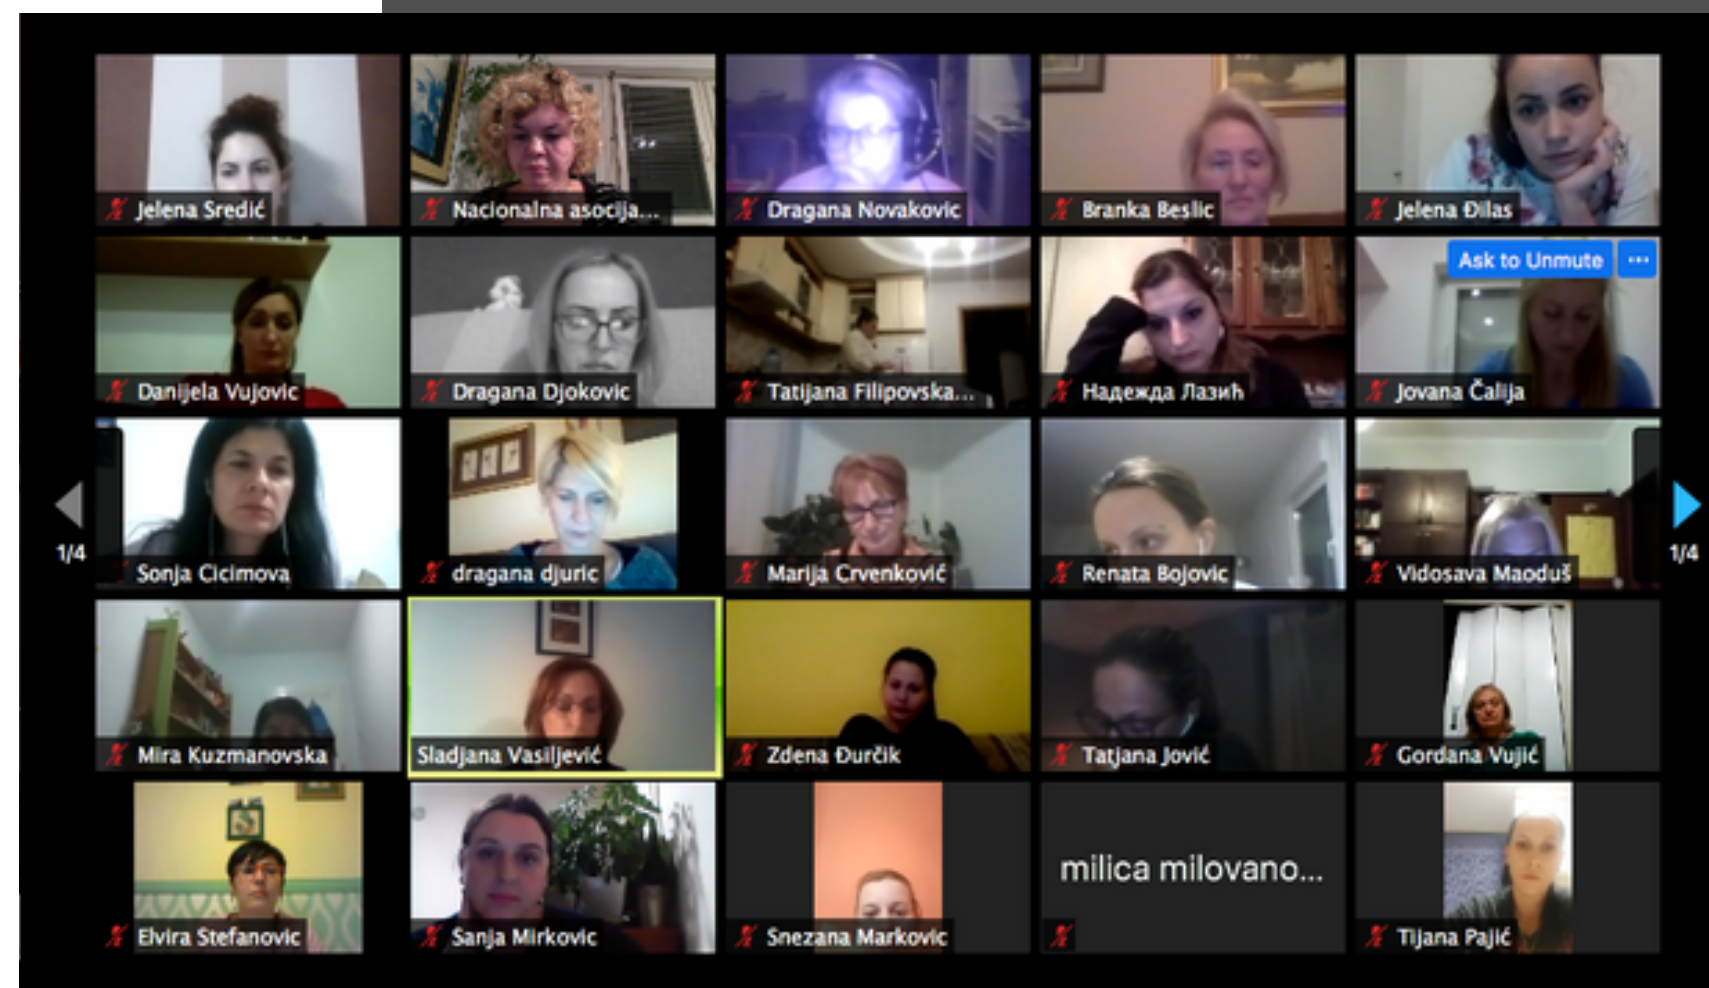 Jelena Sredić
Nacionalna asocija...
Dragana Novakovic
Branka Beslic
Jelena Đilas
Ask to Unmute ...
Danijela Vujovic
Dragana Djokovic
Tatijana Filipovska...
Надежда Лазић
Jovana Čalija
Sonja Cicimova
dragana djuric
Marija Crvenković
Renata Bojovic
Vidosava Maoduš
1/4
1/4
Mira Kuzmanovska
Sladjana Vasiljević
Zdena Đurčik
Tatjana Jović
Gordana Vujić
milica milovano...
Elvira Stefanovic
Sanja Mirkovic
Snezana Markovic
Tijana Pajić